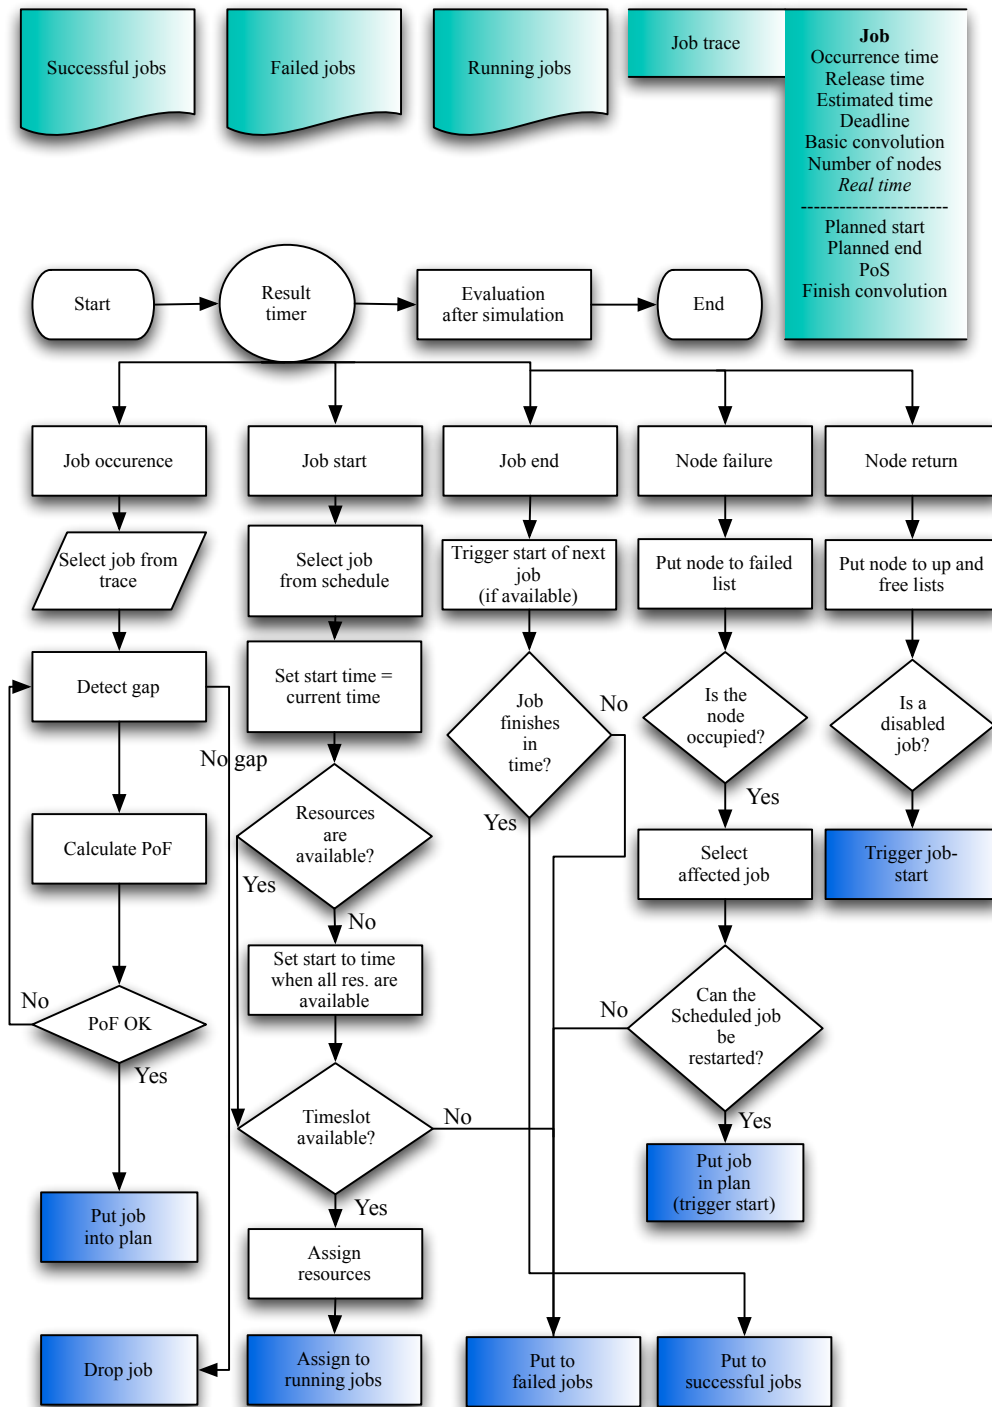 Successful jobs
Failed jobs
Running jobs
Job trace
Job
Occurrence time
Release time
Estimated time
Deadline
Basic convolution
Number of nodes
Real time
------------------------
Planned start
Planned end
PoS
Finish convolution
Start
Result
timer
Evaluation
after simulation
End
Job occurence
Job start
Job end
Node failure
Node return
Select job from
trace
Select job
from schedule
Trigger start of next
job
(if available)
Put node to failed
list
Put node to up and
free lists
Detect gap
Set start time =
current time
Job
finishes
in
time?
No
Is the
node
occupied?
Is a
disabled
job?
No gap
Yes
Yes
Calculate PoF
Resources
are
available?
Yes
No
Select
affected job
Trigger job-
start
Set start to time
when all res. are
available
No
PoF OK
Yes
No
Can the
Scheduled job
be
restarted?
Yes
Timeslot
available?
No
Yes
Put job
in plan
(trigger start)
Put job
into plan
Assign
resources
Drop job
Assign to
running jobs
Put to
failed jobs
Put to
successful jobs